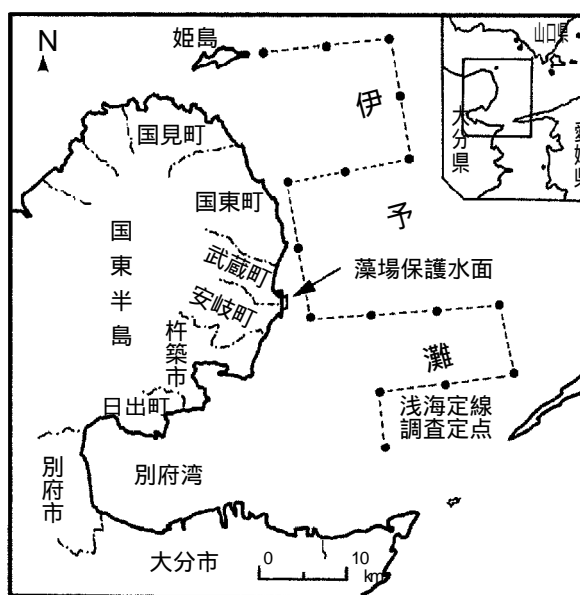 N
姫島
山口県
大分県
愛媛県
伊
予
灘
国見町
国東町
国東半島
武蔵町
安岐町
藻場保護水面
杵築市
日出町
浅海定線
調査定点
別府市
別府湾
大分市
0 10
km